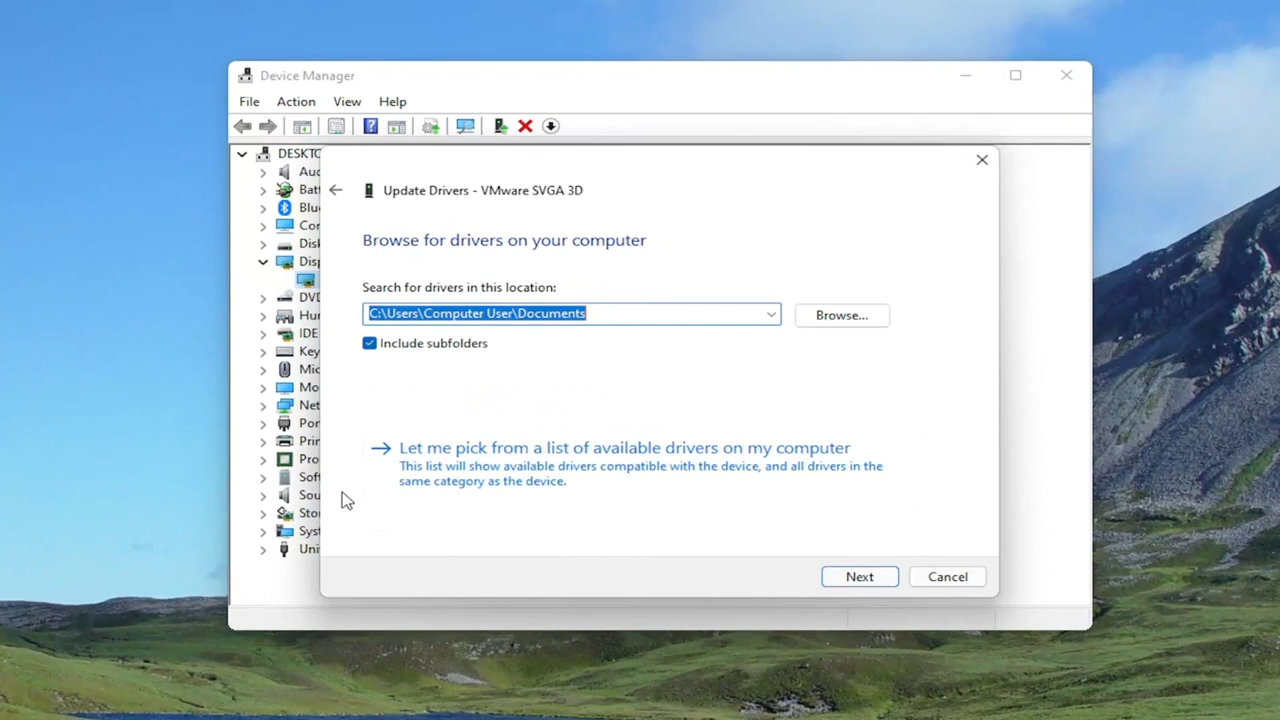 Device Manager
File Action View Help
DESKTO
Aud
Batt
Blu
Cor
Disk
Disp
DVD
Hur
IDE
Key
Mic
Mo
Net
Por
Prin
Pro
Soft
Sou
Stor
Syst
Uni
Update Drivers - VMware SVGA 3D
Browse for drivers on your computer
Search for drivers in this location:
C:\Users\Computer User\Documents
Browse...
Include subfolders
Let me pick from a list of available drivers on my computer
This list will show available drivers compatible with the device, and all drivers in the
same category as the device.
Next
Cancel